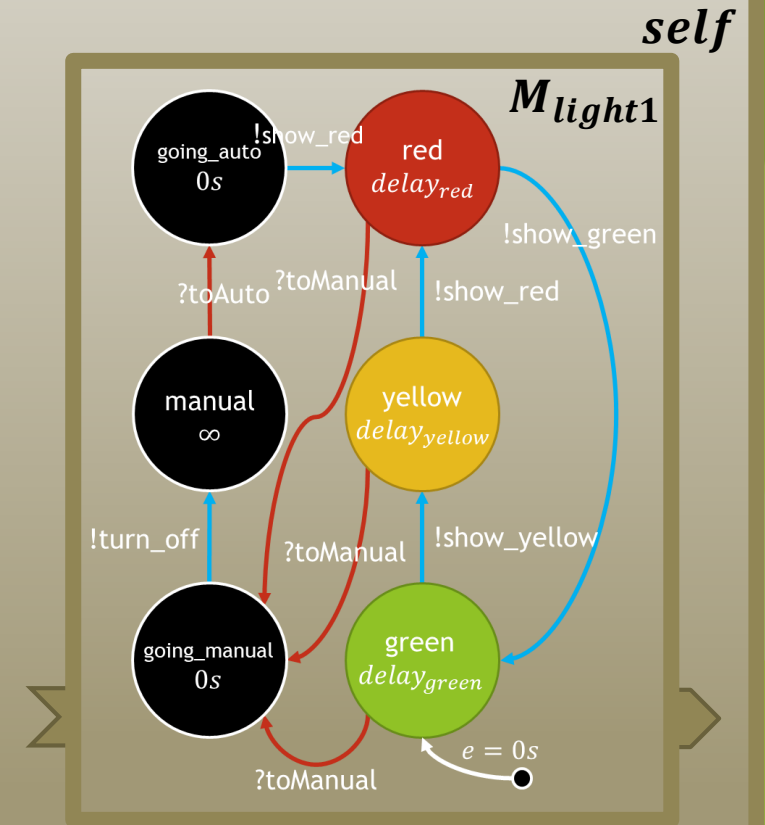 self
M_light1
!show_red
going_auto
0s
red
delay_red
!show_green
?toManual
?toAuto
!show_red
manual
∞
yellow
delay_yellow
!turn_off
?toManual
!show_yellow
going_manual
0s
green
delay_green
e = 0s
?toManual